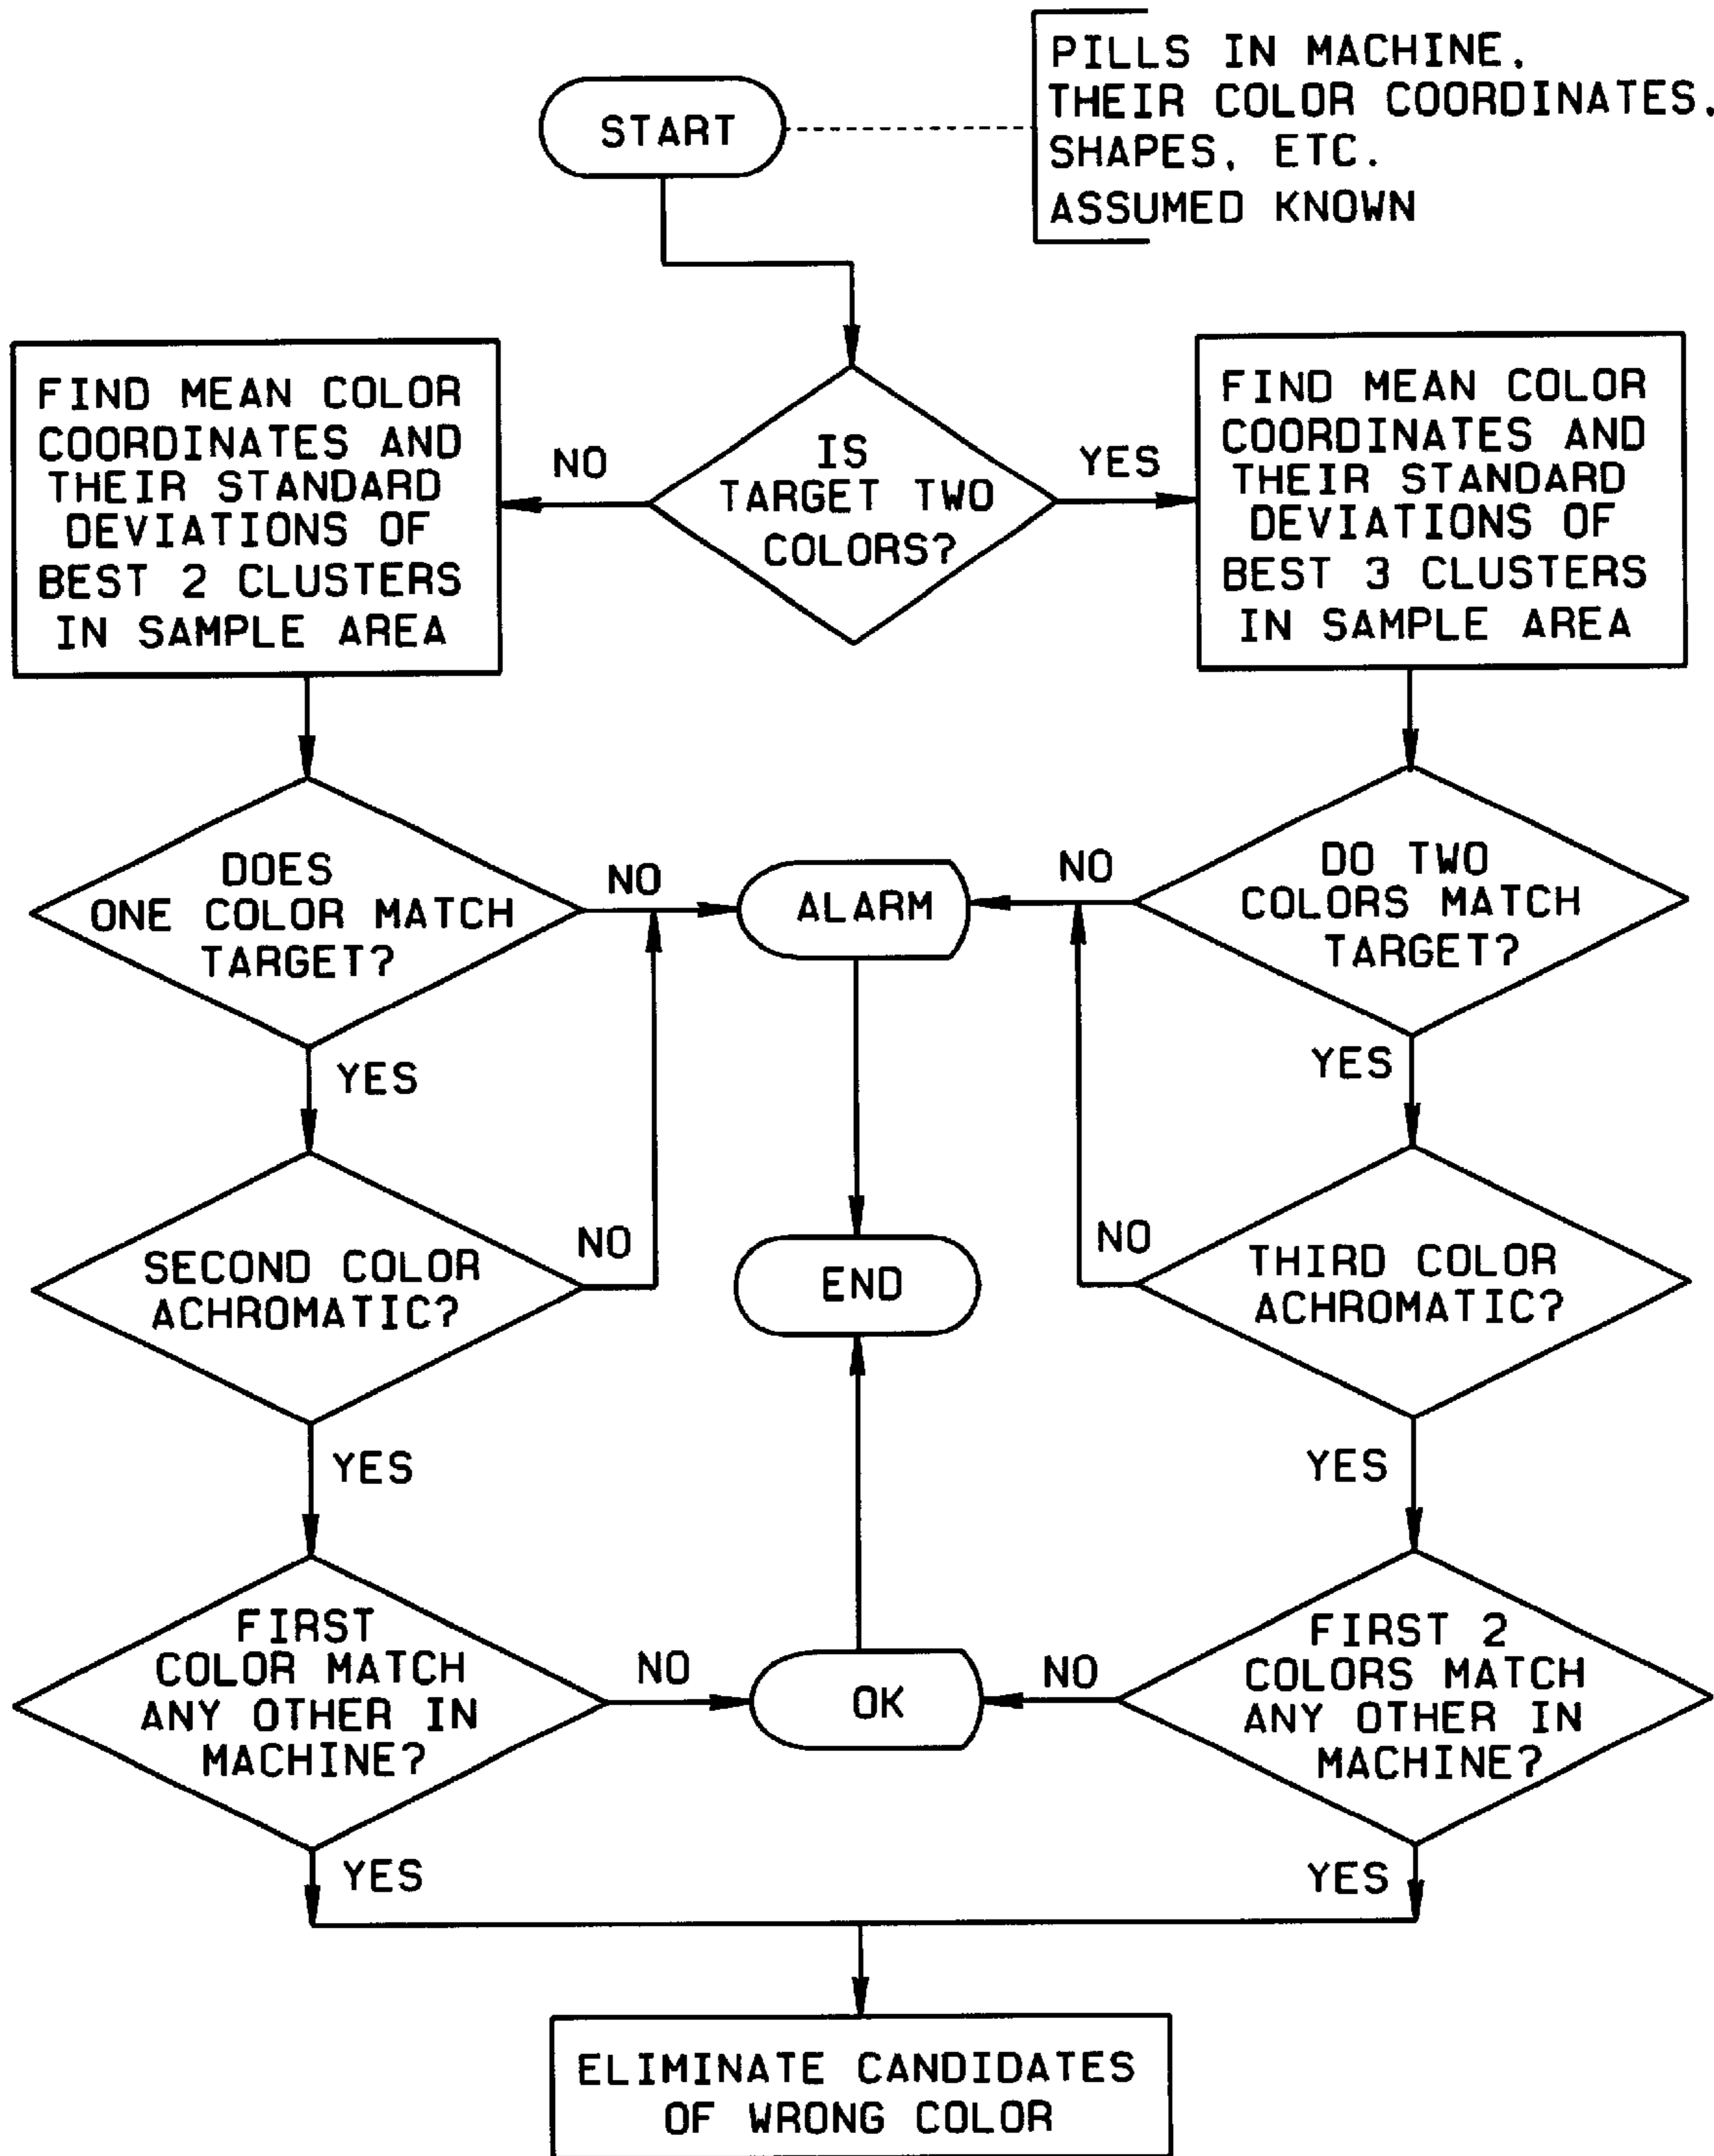 PILLS IN MACHINE,
THEIR COLOR COORDINATES,
SHAPES, ETC.
ASSUMED KNOWN
START
IS
TARGET TWO
COLORS?
NO
YES
FIND MEAN COLOR
COORDINATES AND
THEIR STANDARD
DEVIATIONS OF
BEST 2 CLUSTERS
IN SAMPLE AREA
FIND MEAN COLOR
COORDINATES AND
THEIR STANDARD
DEVIATIONS OF
BEST 3 CLUSTERS
IN SAMPLE AREA
DOES
ONE COLOR MATCH
TARGET?
NO
ALARM
NO
DO TWO
COLORS MATCH
TARGET?
YES
YES
SECOND COLOR
ACHROMATIC?
NO
END
NO
THIRD COLOR
ACHROMATIC?
YES
YES
FIRST
COLOR MATCH
ANY OTHER IN
MACHINE?
NO
OK
NO
FIRST 2
COLORS MATCH
ANY OTHER IN
MACHINE?
YES
YES
ELIMINATE CANDIDATES
OF WRONG COLOR